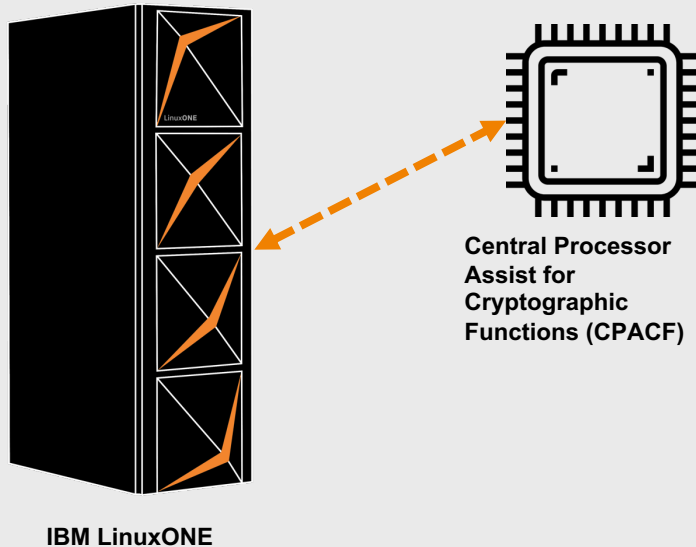 LinuxONE
Central Processor
Assist for
Cryptographic
Functions (CPACF)
IBM LinuxONE